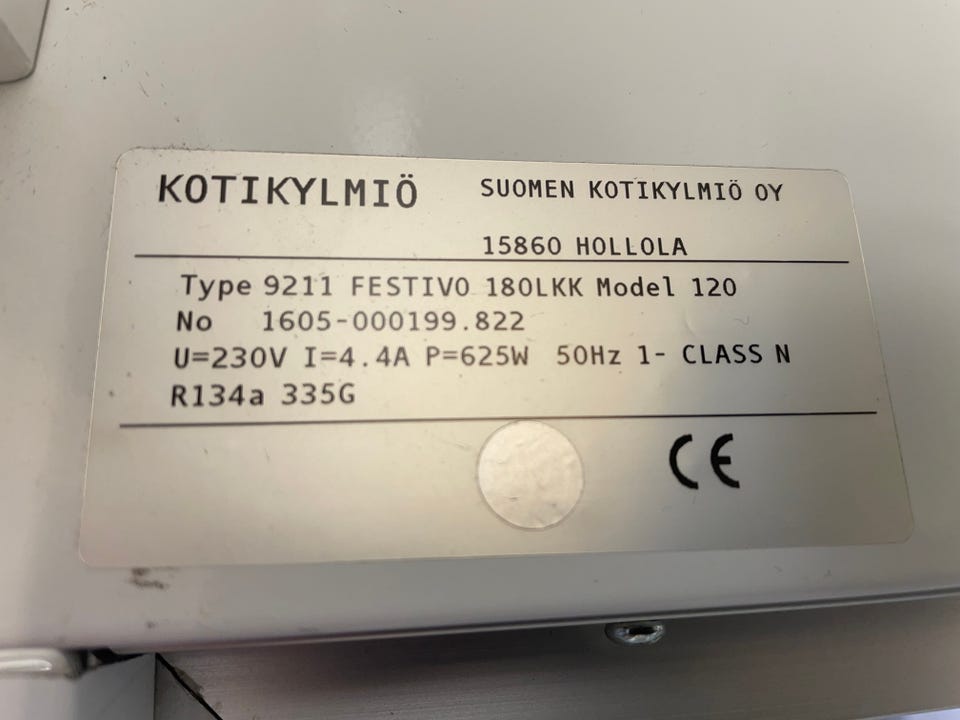 KOTIKYLMIÖ SUOMEN KOTIKYLMIÖ OY
15860 HOLLOLA
Type 9211 FESTIVO 180LKK Model 120
No 1605-000199.822
U=230V I=4.4A P=625W 50Hz 1- CLASS N
R134a 335G
CE